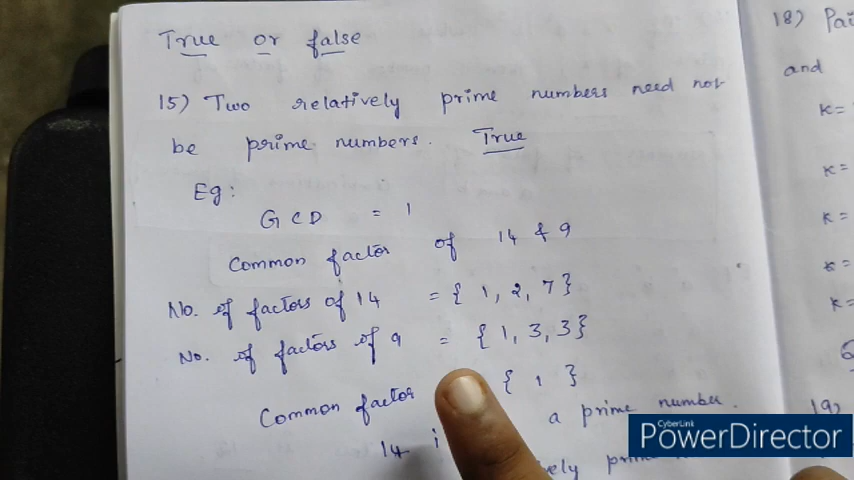 True or false
15) Two relatively prime numbers need not
be prime numbers. True
Eg:
GCD = 1
Common factor of 14 & 9
No. of factors of 14 = { 1, 2, 7 }
No. of factors of 9 = { 1, 3, 3 }
Common factor { 1 }
14 a prime number.
18)
and
K=
K=
K=
K=
K=
19)
CyberLink
PowerDirector